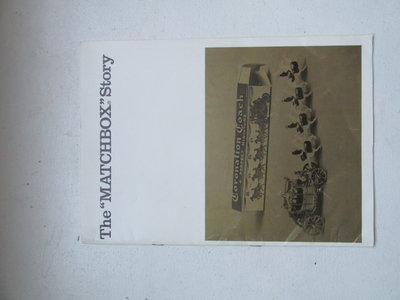 The "MATCHBOX" Story
Coronation Coach